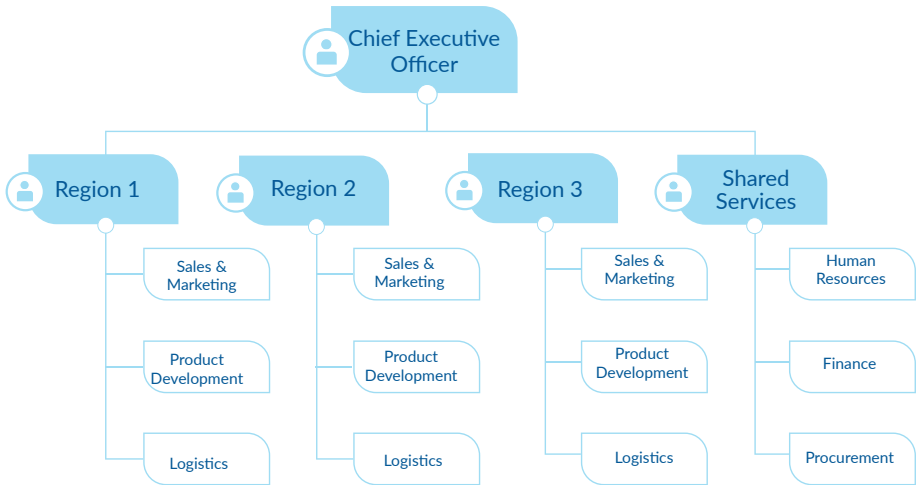 Chief Executive
Officer
Region 1
Region 2
Region 3
Shared
Services
Sales &
Marketing
Sales &
Marketing
Sales &
Marketing
Human
Resources
Product
Development
Product
Development
Product
Development
Finance
Logistics
Logistics
Logistics
Procurement